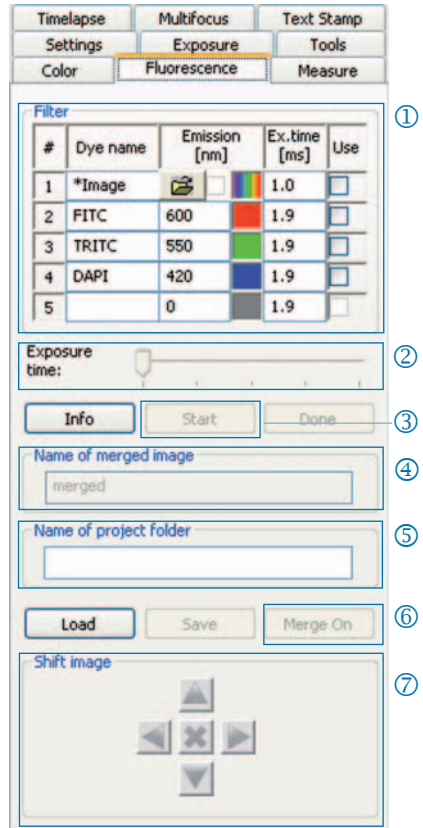 Timelapse Multifocus Text Stamp
Settings Exposure Tools
Color Fluorescence Measure
Filter
①
# Dye name Emission [nm] Ex.time [ms] Use
1 *Image 1.0
2 FITC 600 1.9
3 TRITC 550 1.9
4 DAPI 420 1.9
5 0 1.9
Exposure
time:
②
Info Start Done
③
Name of merged image
④
merged
Name of project folder
⑤
Load Save Merge On
⑥
Shift image
⑦